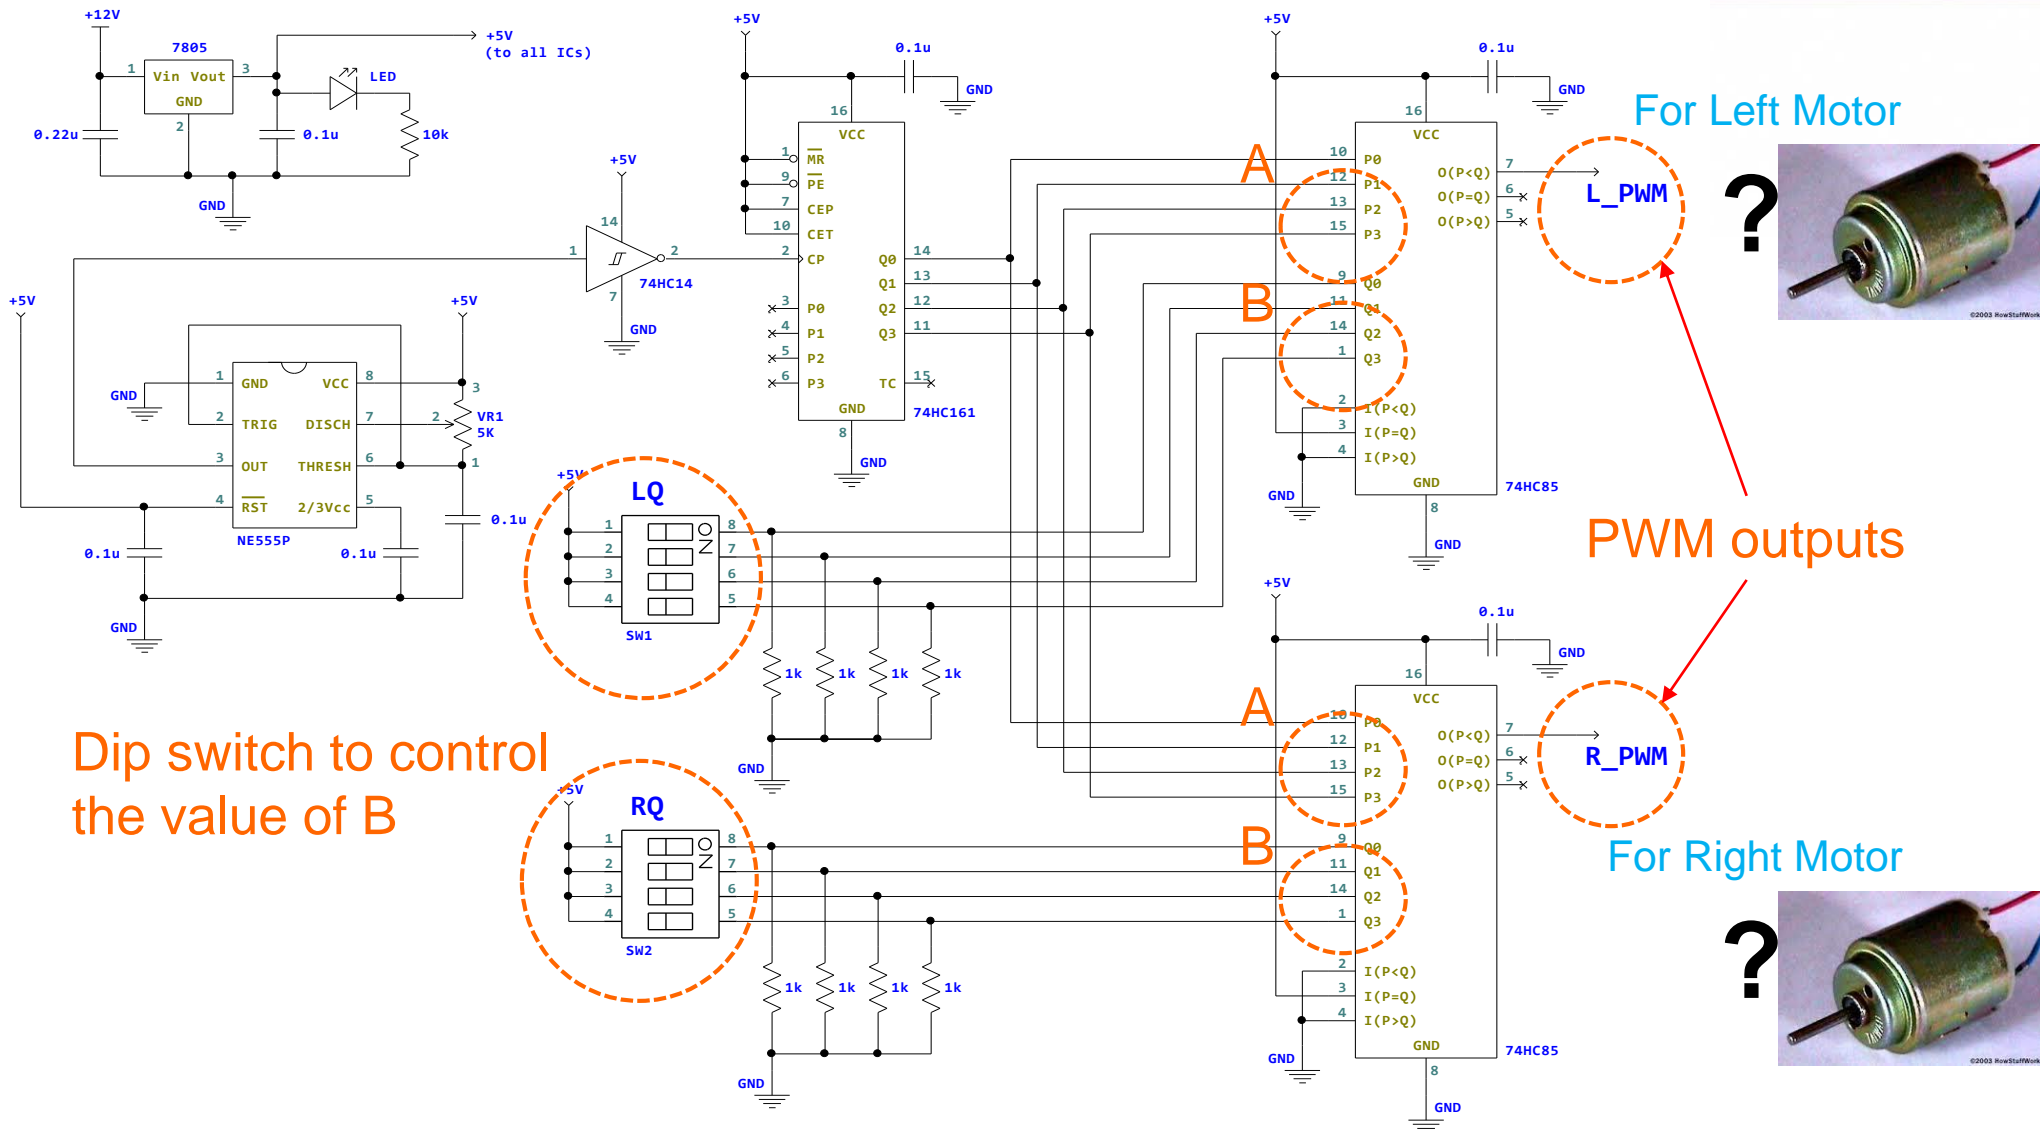 +12V
7805
1
Vin Vout
3
GND
2
0.22u
0.1u
+5V
(to all ICs)
LED
10k
GND
+5V
0.1u
GND
16
VCC
1
MR
9
PE
7
CEP
10
CET
2
CP
3
P0
4
P1
5
P2
6
P3
Q0
14
Q1
13
Q2
12
Q3
11
TC
15
GND
74HC161
8
GND
+5V
14
1
2
74HC14
7
GND
+5V
+5V
GND
1
GND
VCC
8
3
2
TRIG
DISCH
7
2
VR1
5K
3
OUT
THRESH
6
1
4
RST
2/3Vcc
5
0.1u
NE555P
0.1u
0.1u
GND
+5V
LQ
1
2
3
4
ON
8
7
6
5
SW1
1k
1k
1k
1k
GND
Dip switch to control
the value of B
+5V
RQ
1
2
3
4
ON
8
7
6
5
SW2
1k
1k
1k
1k
GND
+5V
0.1u
GND
16
VCC
A
10
P0
12
P1
13
P2
15
P3
B
9
Q0
11
Q1
14
Q2
1
Q3
2
I(P<Q)
3
I(P=Q)
4
I(P>Q)
O(P<Q)
7
O(P=Q)
6
O(P>Q)
5
GND
GND
74HC85
8
GND
For Left Motor
L_PWM
?
©2003 HowStuffWork
PWM outputs
+5V
0.1u
GND
16
VCC
A
10
P0
12
P1
13
P2
15
P3
B
9
Q0
11
Q1
14
Q2
1
Q3
2
I(P<Q)
3
I(P=Q)
4
I(P>Q)
O(P<Q)
7
O(P=Q)
6
O(P>Q)
5
GND
GND
74HC85
8
GND
R_PWM
For Right Motor
?
©2003 HowStuffWork